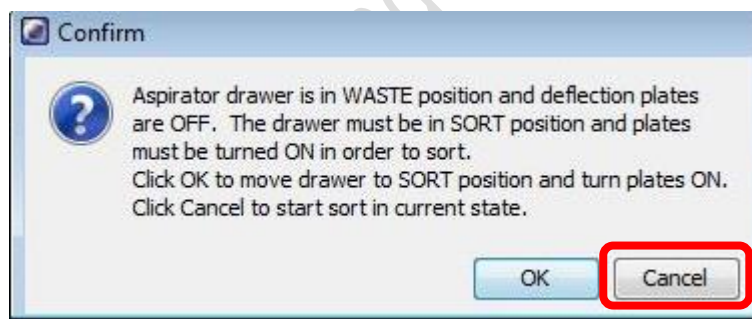 Confirm
Aspirator drawer is in WASTE position and deflection plates
are OFF. The drawer must be in SORT position and plates
must be turned ON in order to sort.
Click OK to move drawer to SORT position and turn plates ON.
Click Cancel to start sort in current state.
OK
Cancel